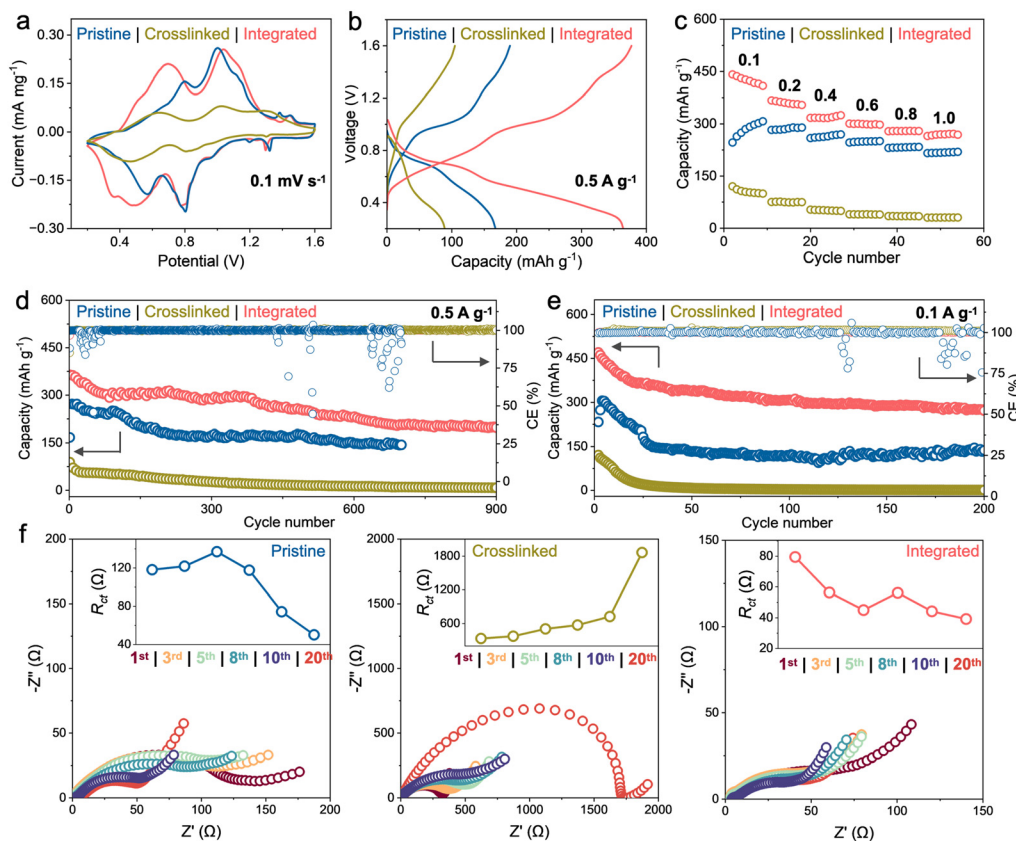 a
Pristine | Crosslinked | Integrated
Current (mA mg⁻¹)
0.30
0.15
0.00
−0.15
−0.30
0.1 mV s⁻¹
0.4 0.8 1.2 1.6
Potential (V)
b
Pristine | Crosslinked | Integrated
Voltage (V)
1.6
1.2
0.8
0.4
0.5 A g⁻¹
0 100 200 300 400
Capacity (mAh g⁻¹)
c
Pristine | Crosslinked | Integrated
Capacity (mAh g⁻¹)
600
450
300
150
0
0.1
0.2
0.4
0.6
0.8
1.0
0 20 40 60
Cycle number
d
Pristine | Crosslinked | Integrated
0.5 A g⁻¹
Capacity (mAh g⁻¹)
600
450
300
150
0
100
75
50
25
0
CE (%)
0 300 600 900
Cycle number
e
Pristine | Crosslinked | Integrated
0.1 A g⁻¹
Capacity (mAh g⁻¹)
600
450
300
150
0
100
75
50
25
0
CE (%)
0 50 100 150 200
Cycle number
f
Pristine
Rct (Ω)
120
80
40
1st | 3rd | 5th | 8th | 10th | 20th
-Z" (Ω)
200
150
100
50
0
0 50 100 150 200
Z' (Ω)
Crosslinked
Rct (Ω)
1800
1200
600
1st | 3rd | 5th | 8th | 10th | 20th
-Z" (Ω)
2000
1600
1200
800
400
0
0 500 1000 1500 2000
Z' (Ω)
Integrated
Rct (Ω)
80
60
40
20
1st | 3rd | 5th | 8th | 10th | 20th
-Z" (Ω)
150
100
50
0
0 50 100 150
Z' (Ω)